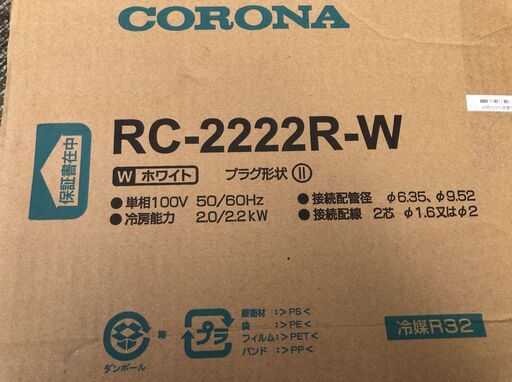 CORONA
保証書在中
RC-2222R-W
W ホワイト プラグ形状
●単相100V 50/60Hz
●冷房能力 2.0/2.2kW
●接続配管径 φ6.35、φ9.52
●接続配線 2芯 φ1.6又はφ2
箱
ダンボール
プラ
緩衝材:>PS<
袋:>PE<
フィルム:>PET<
バンド:>PP<
冷媒R32